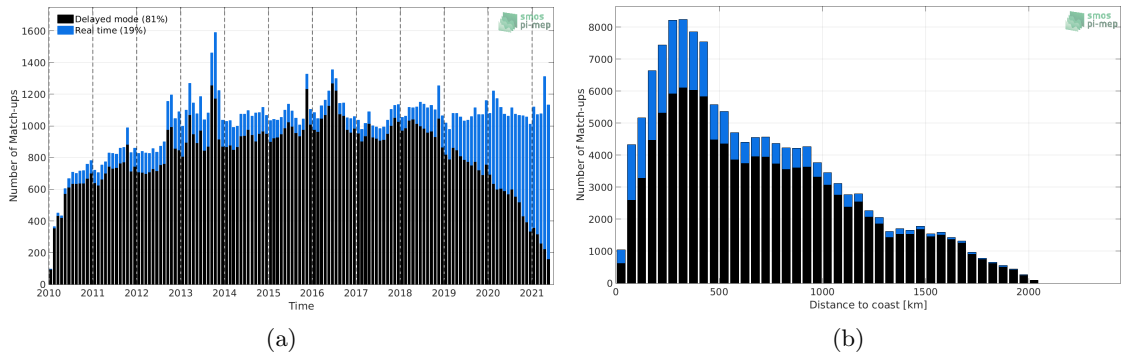 Delayed mode (81%)
Real time (19%)
smos
pi-mep
Number of Match-ups
1600
1400
1200
1000
800
600
400
200
0
2010 2011 2012 2013 2014 2015 2016 2017 2018 2019 2020 2021
Time
(a)
smos
pi-mep
Number of Match-ups
8000
7000
6000
5000
4000
3000
2000
1000
0
0 500 1000 1500 2000
Distance to coast [km]
(b)